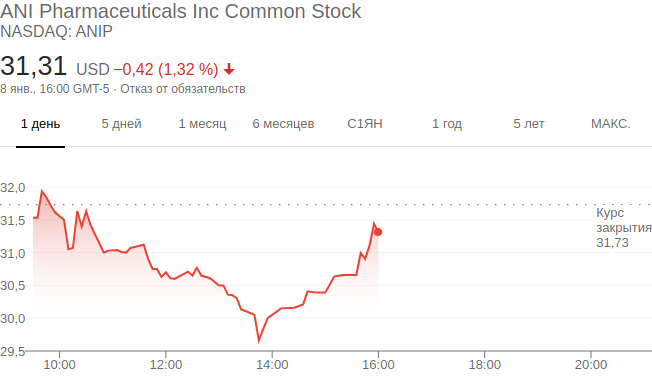 ANI Pharmaceuticals Inc Common Stock
NASDAQ: ANIP
31,31 USD −0,42 (1,32 %)
8 янв., 16:00 GMT-5 · Отказ от обязательств
1 день 5 дней 1 месяц 6 месяцев С1ЯН 1 год 5 лет МАКС.
32,0
31,5
31,0
30,5
30,0
29,5
Курс
закрытия
31,73
10:00 12:00 14:00 16:00 18:00 20:00